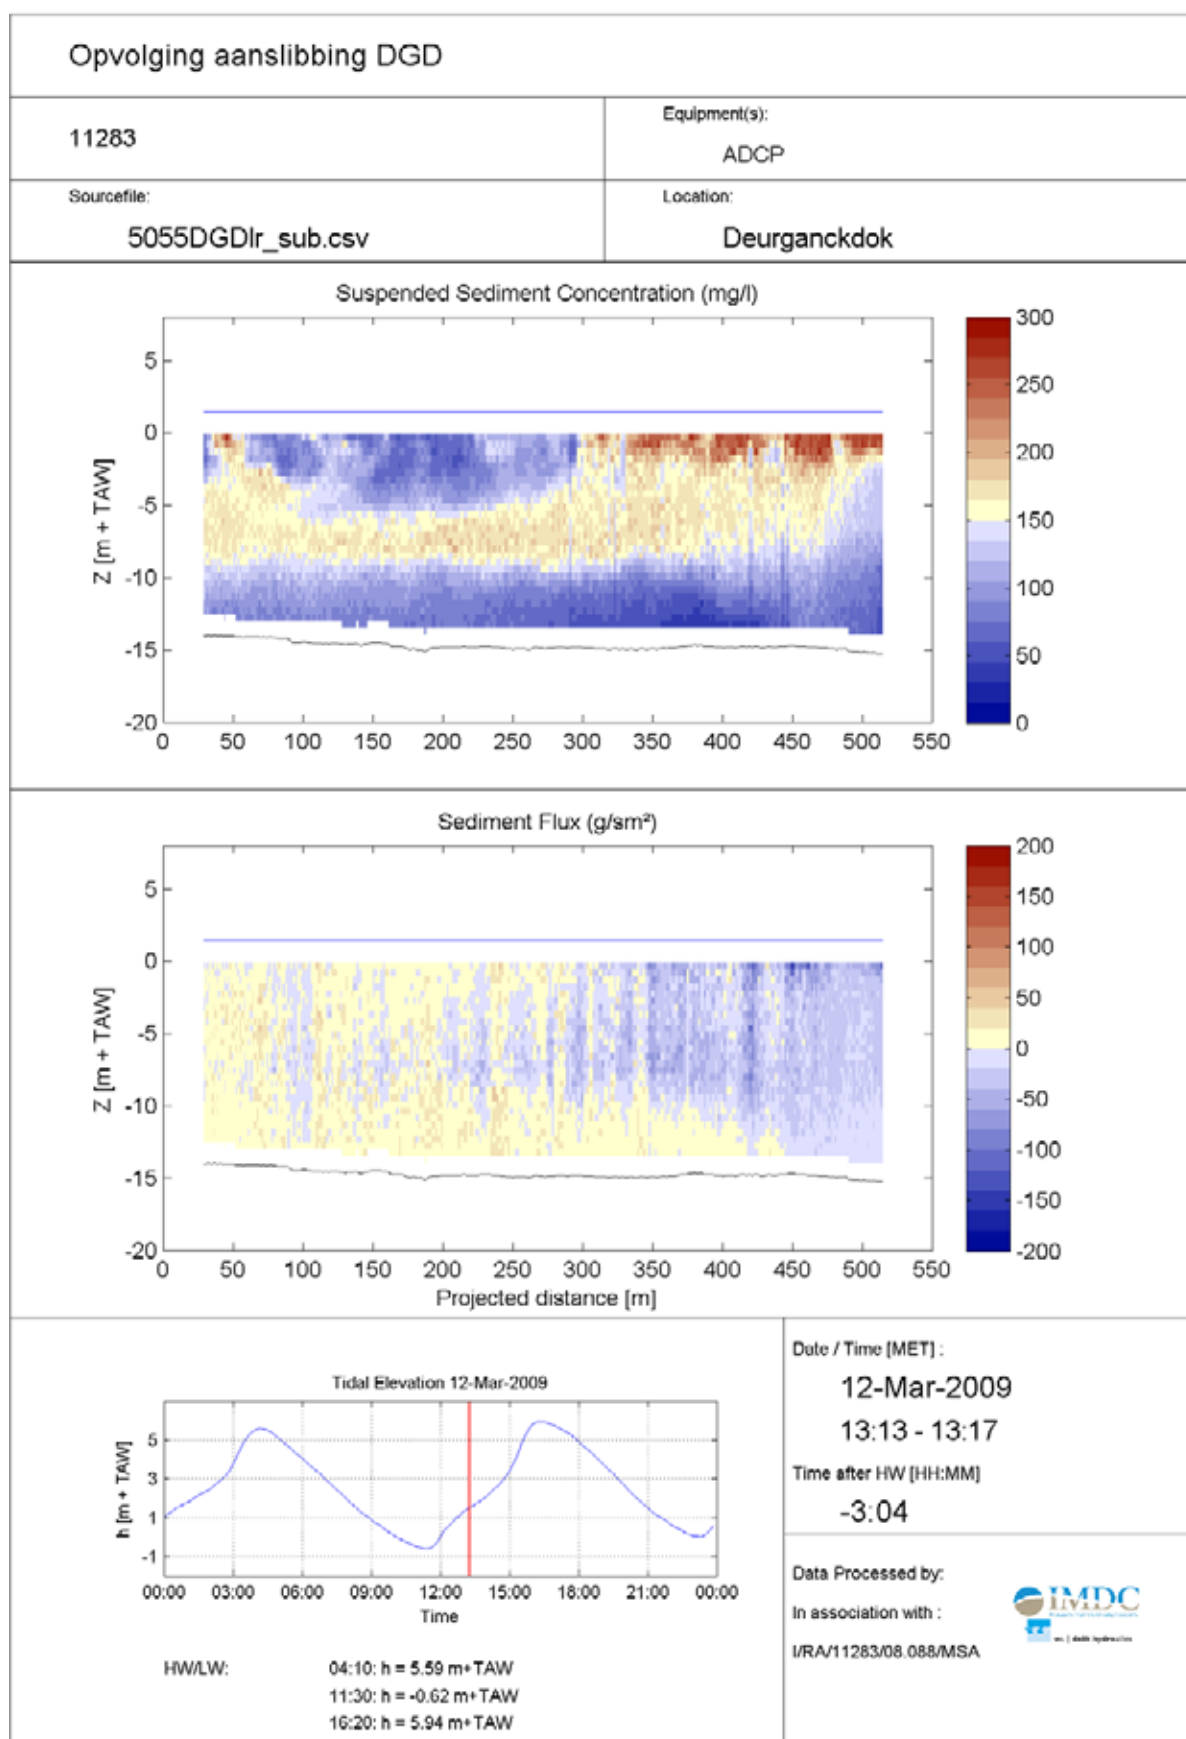 Opvolging aanslibbing DGD
11283
Equipment(s):
ADCP
Sourcefile:
5055DGDlr_sub.csv
Location:
Deurganckdok
Suspended Sediment Concentration (mg/l)
Z [m + TAW]
5
0
-5
-10
-15
-20
0 50 100 150 200 250 300 350 400 450 500 550
300
250
200
150
100
50
0
Sediment Flux (g/sm²)
Z [m + TAW]
5
0
-5
-10
-15
-20
0 50 100 150 200 250 300 350 400 450 500 550
Projected distance [m]
200
150
100
50
0
-50
-100
-150
-200
Tidal Elevation 12-Mar-2009
h [m + TAW]
5
3
1
-1
00:00 03:00 06:00 09:00 12:00 15:00 18:00 21:00 00:00
Time
HW/LW:
04:10: h = 5.59 m+TAW
11:30: h = -0.62 m+TAW
16:20: h = 5.94 m+TAW
Date / Time [MET] :
12-Mar-2009
13:13 - 13:17
Time after HW [HH:MM]
-3:04
Data Processed by:
In association with :
I/RA/11283/08.088/MSA
IMDC
wl | delft hydraulics